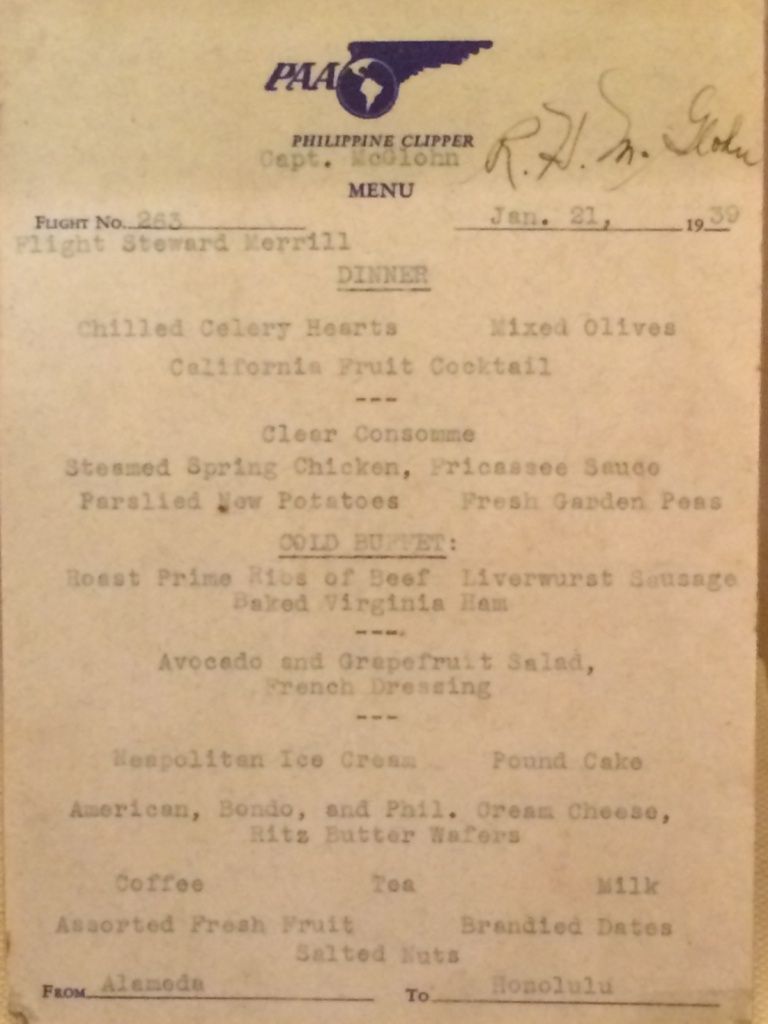 PAA
PHILIPPINE CLIPPER
Capt. McGlohn
R. H. McGlohn
MENU
FLIGHT No. 263 Jan. 21, 1939
Flight Steward Merrill
DINNER
Chilled Celery Hearts Mixed Olives
California Fruit Cocktail
---
Clear Consomme
Steamed Spring Chicken, Fricassee Sauce
Parslied New Potatoes Fresh Garden Peas
COLD BUFFET:
Roast Prime Ribs of Beef Liverwurst Sausage
Baked Virginia Ham
---.
Avocado and Grapefruit Salad,
French Dressing
---
Neapolitan Ice Cream Pound Cake
American, Bondo, and Phil. Cream Cheese,
Ritz Butter Wafers
Coffee Tea Milk
Assorted Fresh Fruit Brandied Dates
Salted Nuts
FROM Alameda To Honolulu